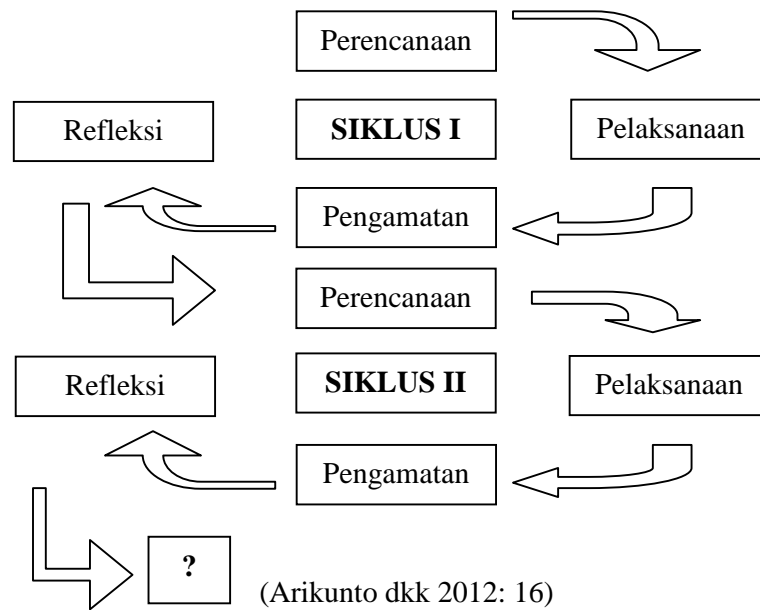 Perencanaan
Refleksi
SIKLUS I
Pelaksanaan
Pengamatan
Perencanaan
Refleksi
SIKLUS II
Pelaksanaan
Pengamatan
?
(Arikunto dkk 2012: 16)